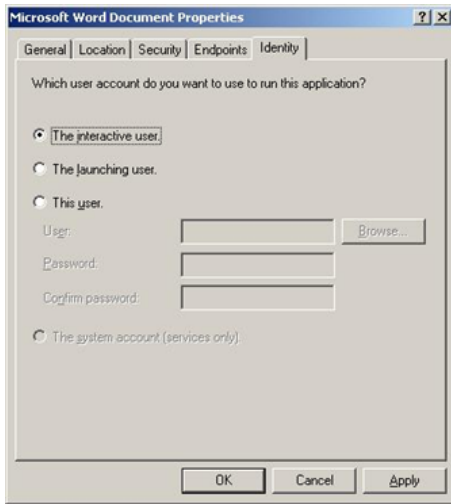 Microsoft Word Document Properties
General Location Security Endpoints Identity
Which user account do you want to use to run this application?
The interactive user.
The launching user.
This user.
User: Browse...
Password:
Confirm password:
The system account (services only).
OK Cancel Apply